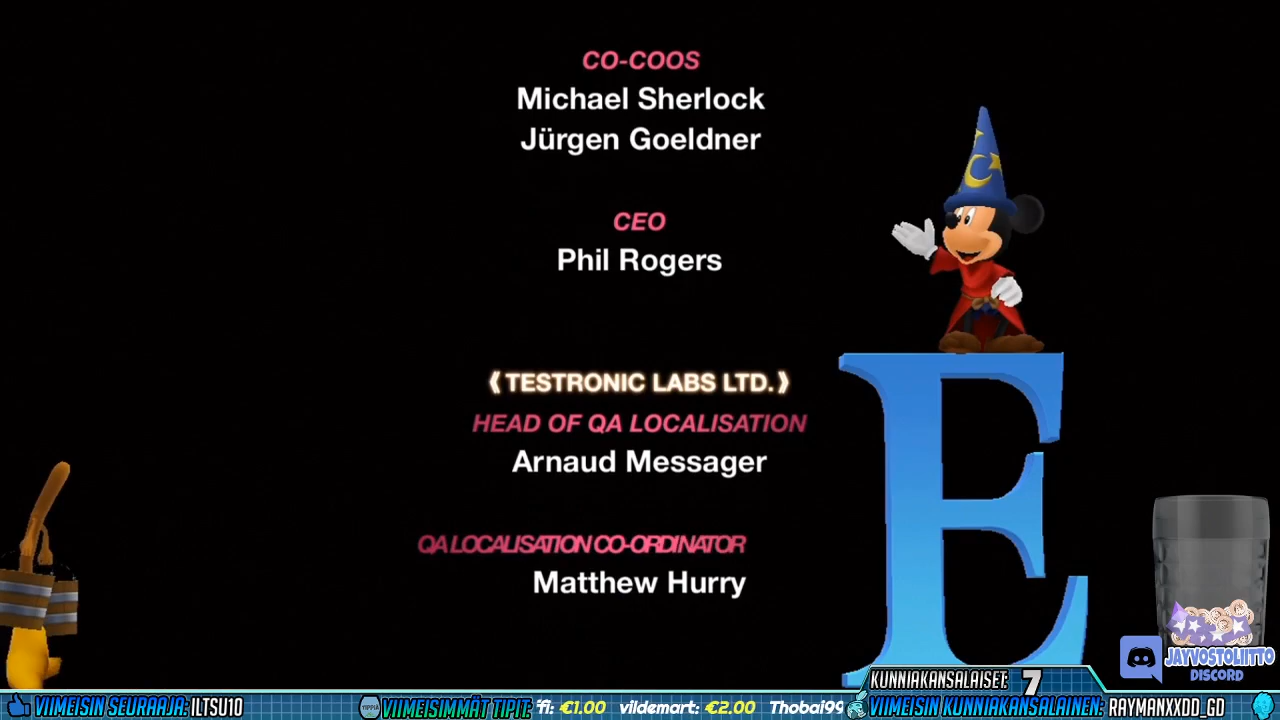 CO-COOS
Michael Sherlock
Jürgen Goeldner
CEO
Phil Rogers
⟪ TESTRONIC LABS LTD. ⟫
HEAD OF QA LOCALISATION
Arnaud Messager
QA LOCALISATION CO-ORDINATOR
Matthew Hurry
E
JAYVOSTOLIITTO
DISCORD
KUNNIAKANSALAISET: 7
VIIMEISIN SEURAAJA: ILTSU10
VIIMEISIMMÄT TIPIT: ffi: €1.00 vildemart: €2.00 Thobai99
VIIMEISIN KUNNIAKANSALAINEN: RAYMANXXDD_GD